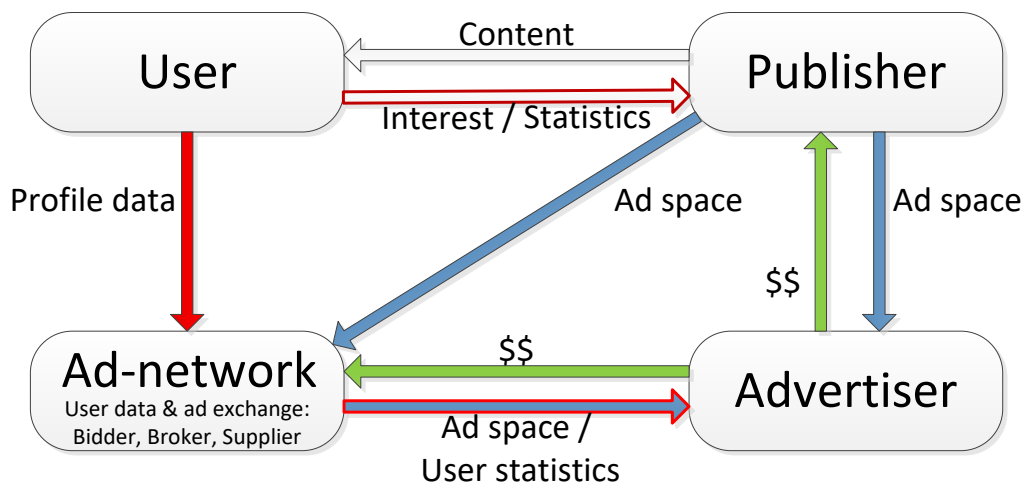 User
Content
Publisher
Interest / Statistics
Profile data
Ad space
Ad space
$$
Ad-network
User data & ad exchange:
Bidder, Broker, Supplier
$$
Advertiser
Ad space /
User statistics